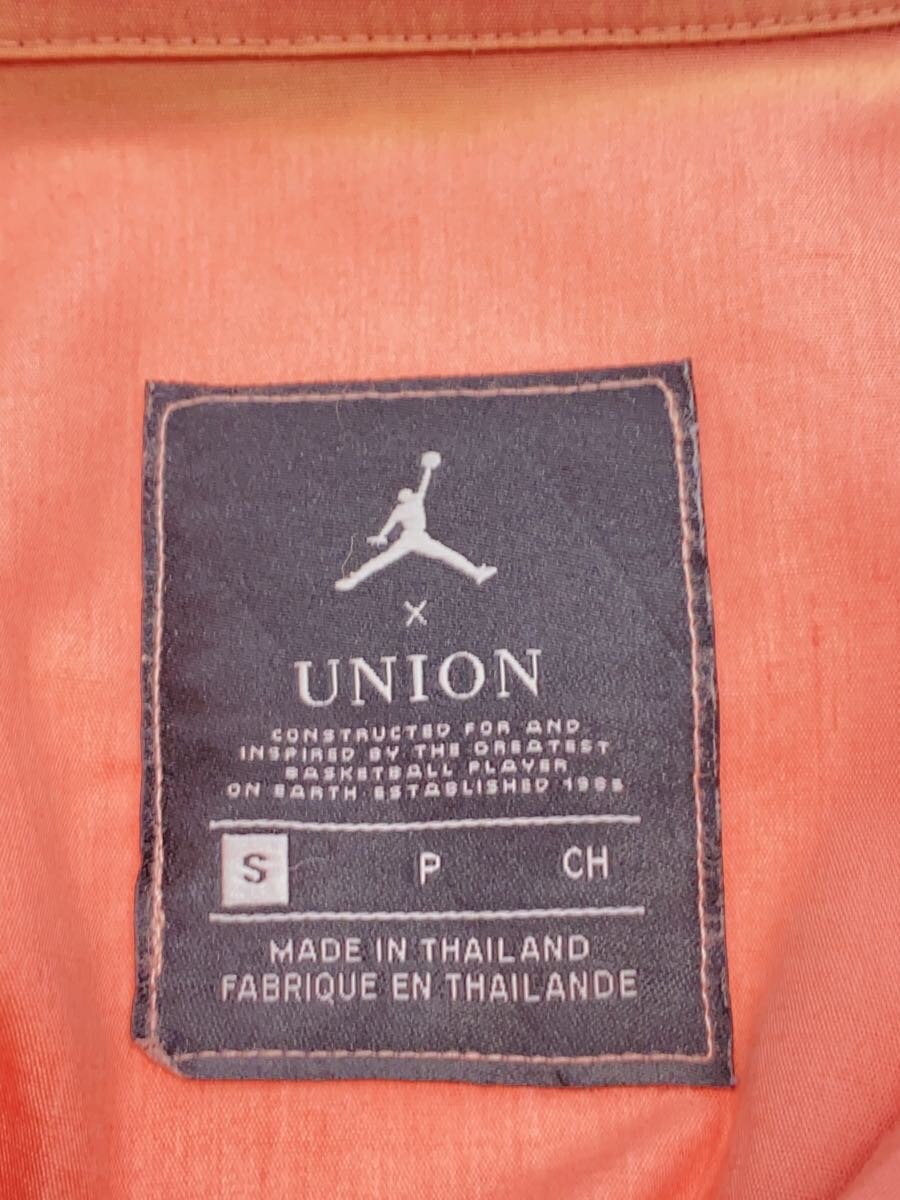 X
UNION
CONSTRUCTED FOR AND
INSPIRED BY THE GREATEST
BASKETBALL PLAYER
ON EARTH ESTABLISHED 1985
S P CH
MADE IN THAILAND
FABRIQUE EN THAILANDE